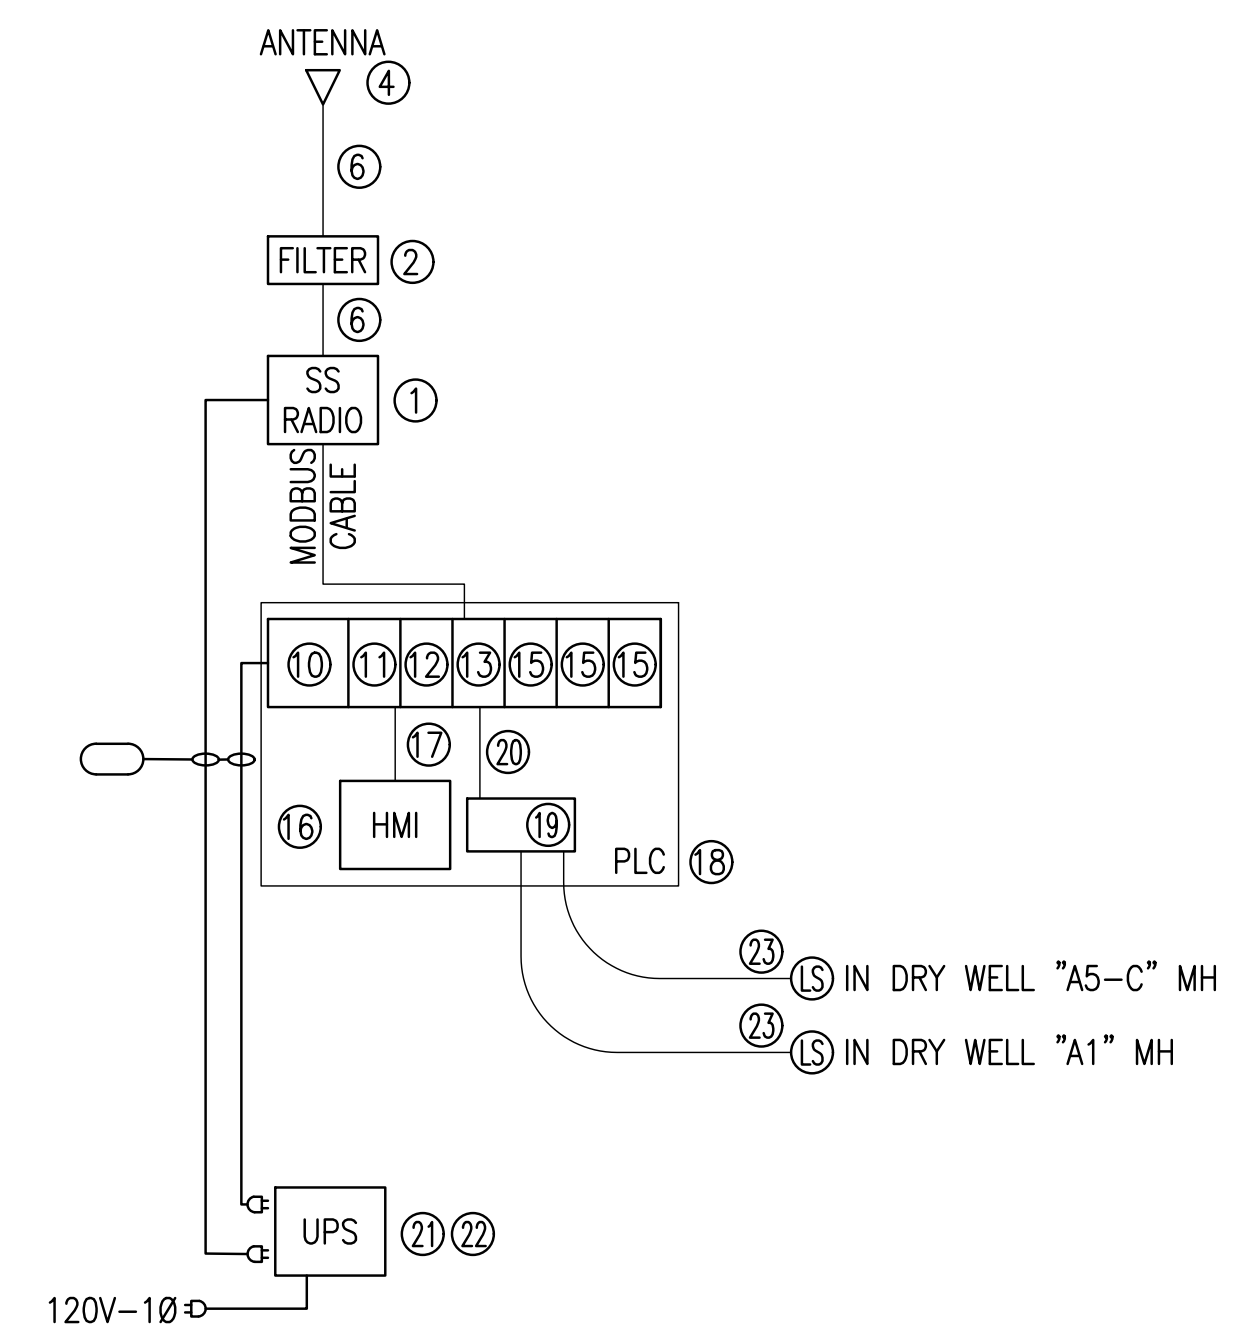 ANTENNA
4
6
FILTER 2
6
SS
RADIO
1
MODBUS
CABLE
10 11 12 13 15 15 15
17 20
16 HMI 19
PLC 18
23
LS IN DRY WELL "A5-C" MH
23
LS IN DRY WELL "A1" MH
UPS 21 22
120V-1Ø